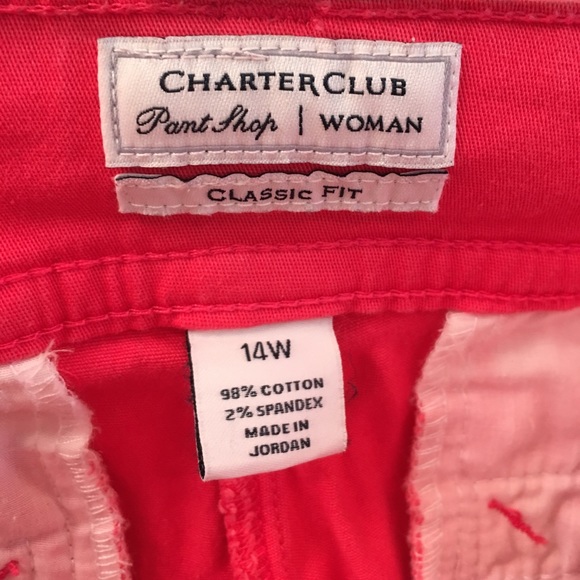 CHARTER CLUB
Pant Shop | WOMAN
CLASSIC FIT
14W
98% COTTON
2% SPANDEX
MADE IN
JORDAN